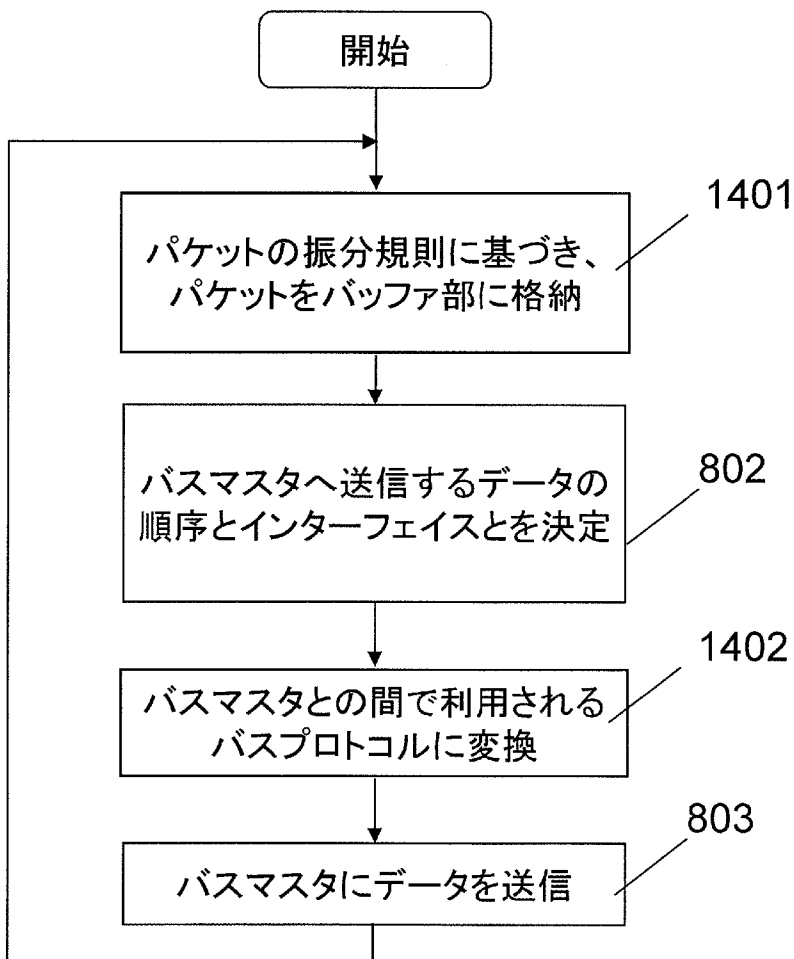 開始
1401
パケットの振分規則に基づき、
パケットをバッファ部に格納
802
バスマスタへ送信するデータの
順序とインターフェイスとを決定
1402
バスマスタとの間で利用される
バスプロトコルに変換
803
バスマスタにデータを送信